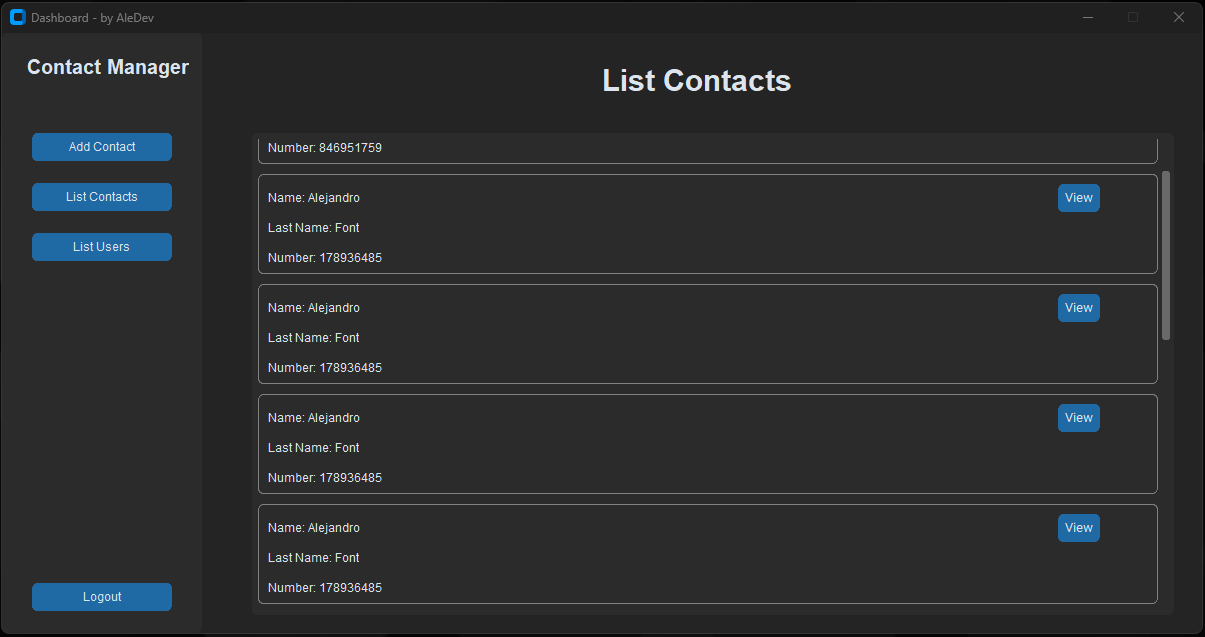 Dashboard - by AleDev
Contact Manager
Add Contact
List Contacts
List Users
Logout
List Contacts
Number: 846951759
Name: Alejandro
View
Last Name: Font
Number: 178936485
Name: Alejandro
View
Last Name: Font
Number: 178936485
Name: Alejandro
View
Last Name: Font
Number: 178936485
Name: Alejandro
View
Last Name: Font
Number: 178936485